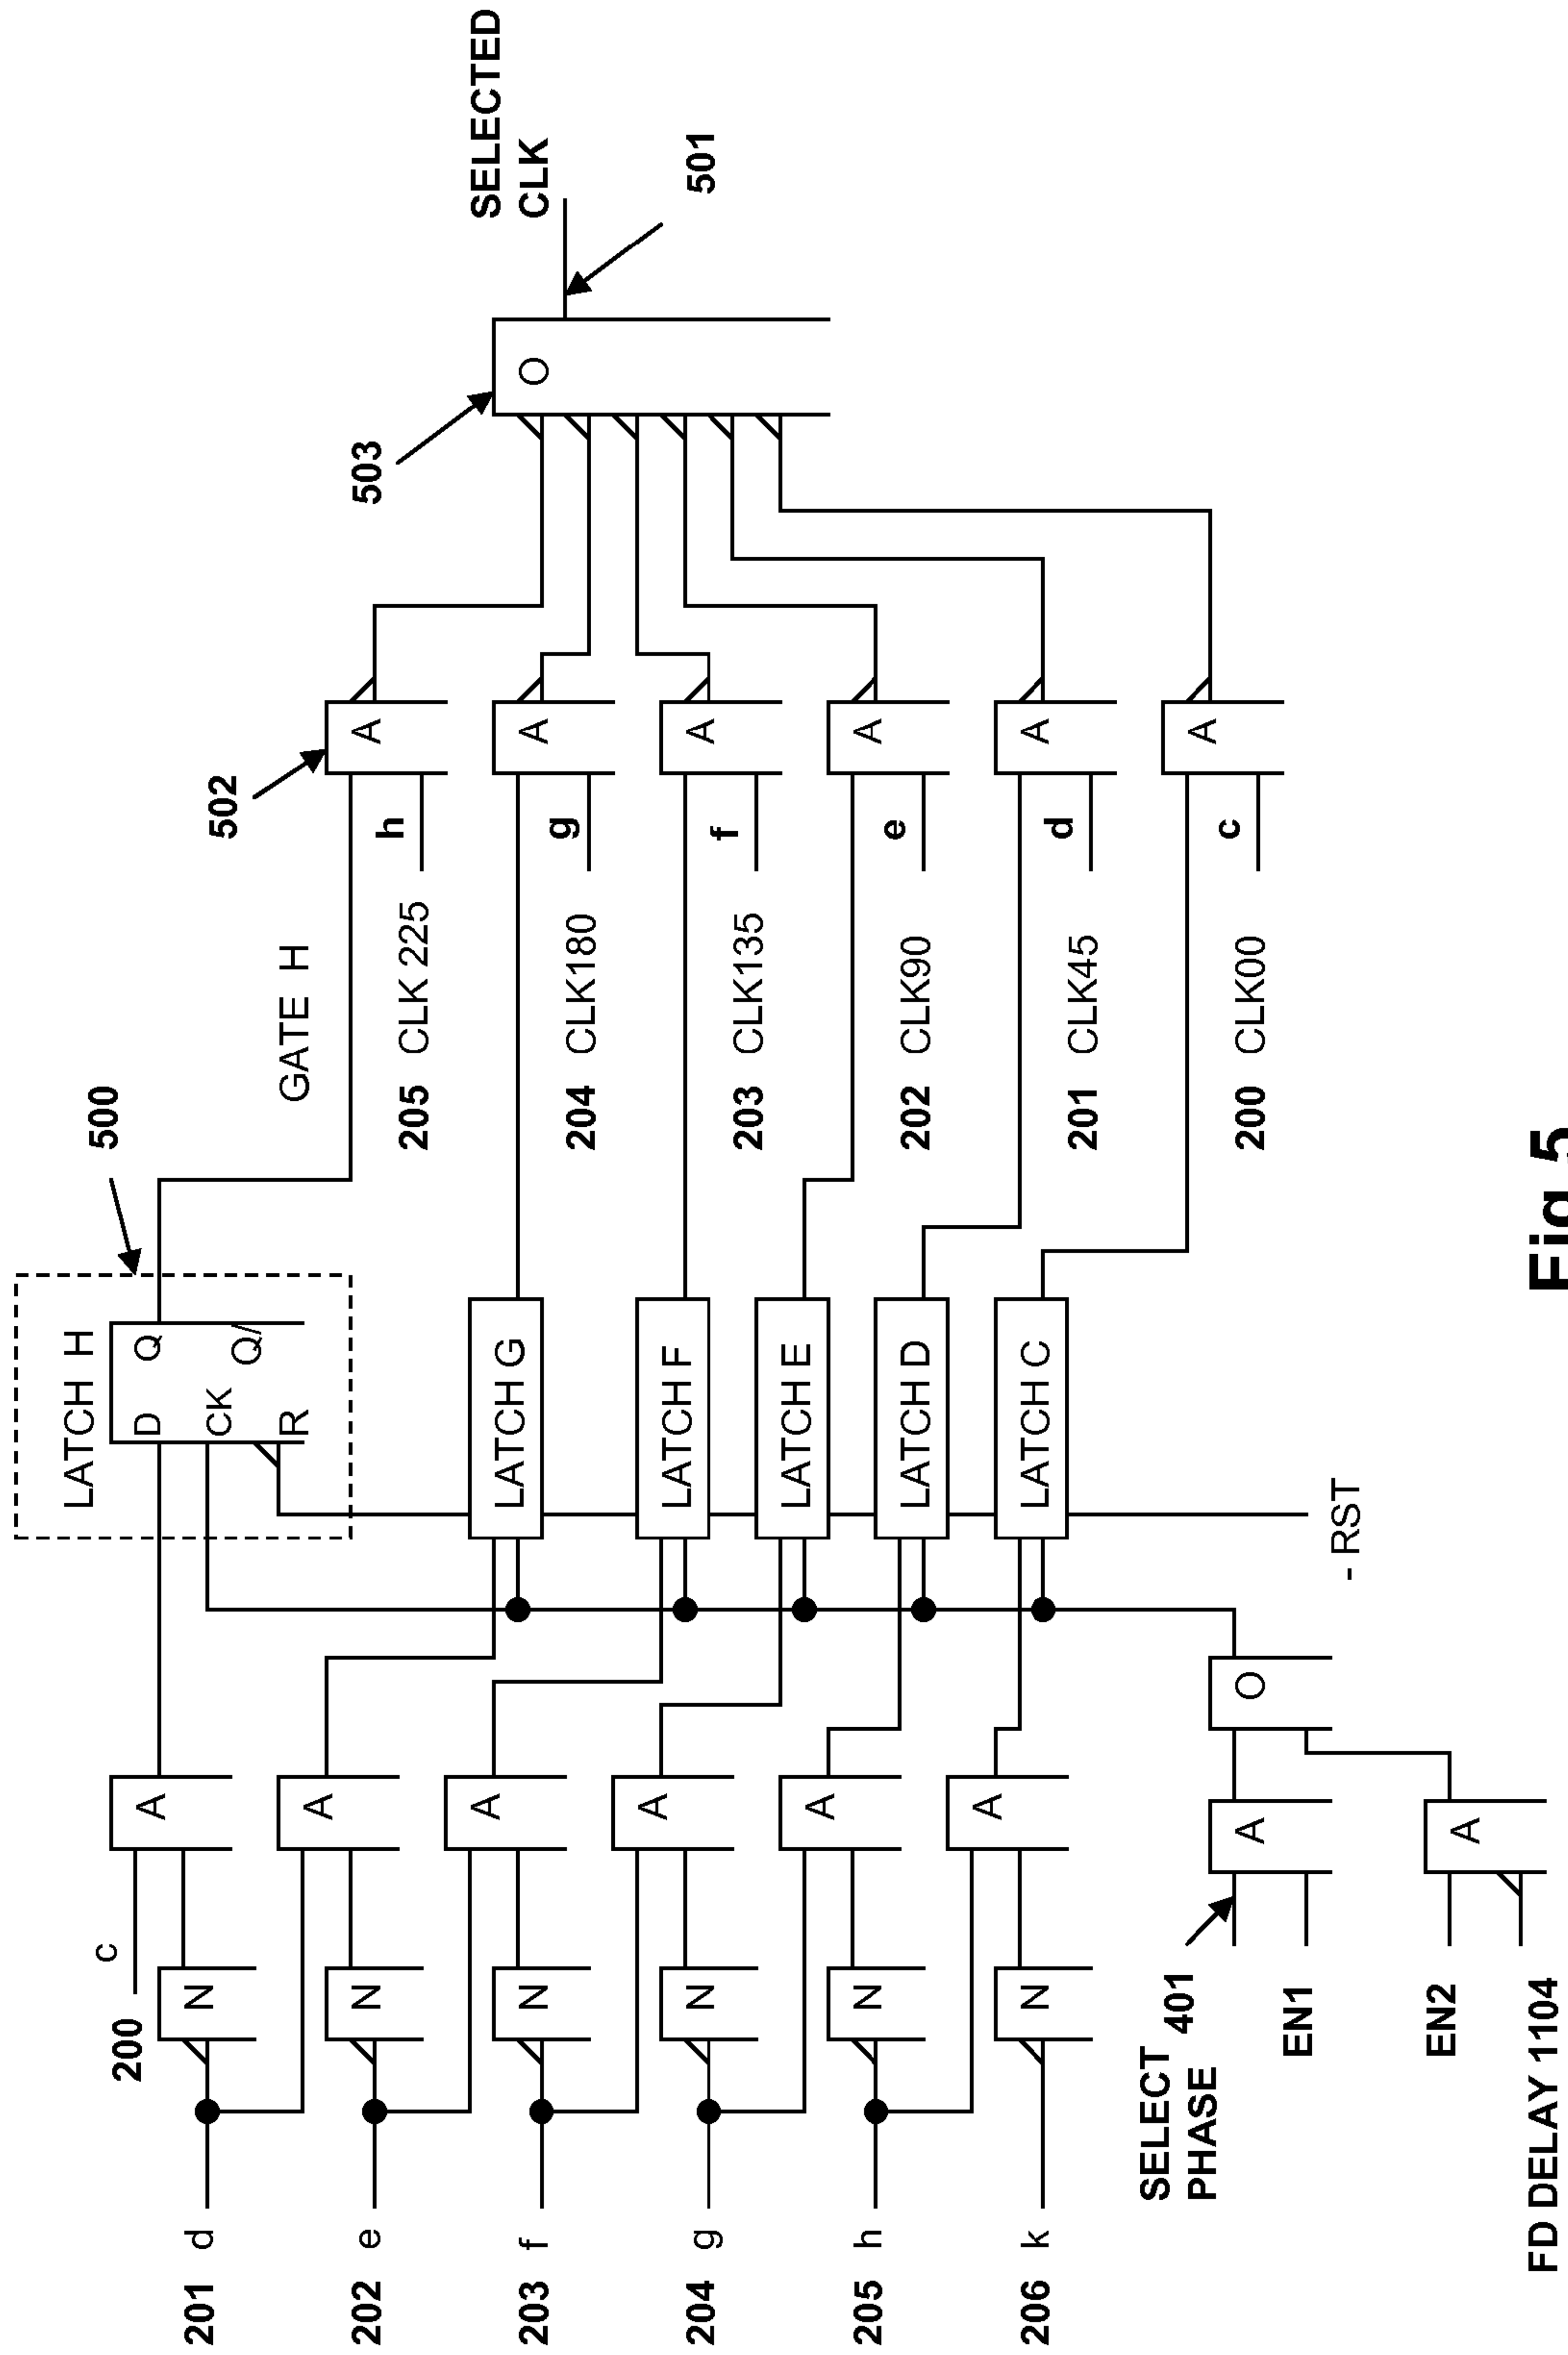 LATCH H
500
D
Q
CK
Q/
R
GATE H
502
503
SELECTED
CLK
501
200
c
201 d
N
A
202 e
N
A
203 f
N
A
204 g
N
A
205 h
N
A
206 k
N
A
LATCH G
LATCH F
LATCH E
LATCH D
LATCH C
205 CLK 225
h
A
204 CLK180
g
A
203 CLK135
f
A
202 CLK90
e
A
201 CLK45
d
A
200 CLK00
c
A
O
SELECT
PHASE
401
EN1
A
EN2
FD DELAY 1104
A
O
- RST
Fig 5